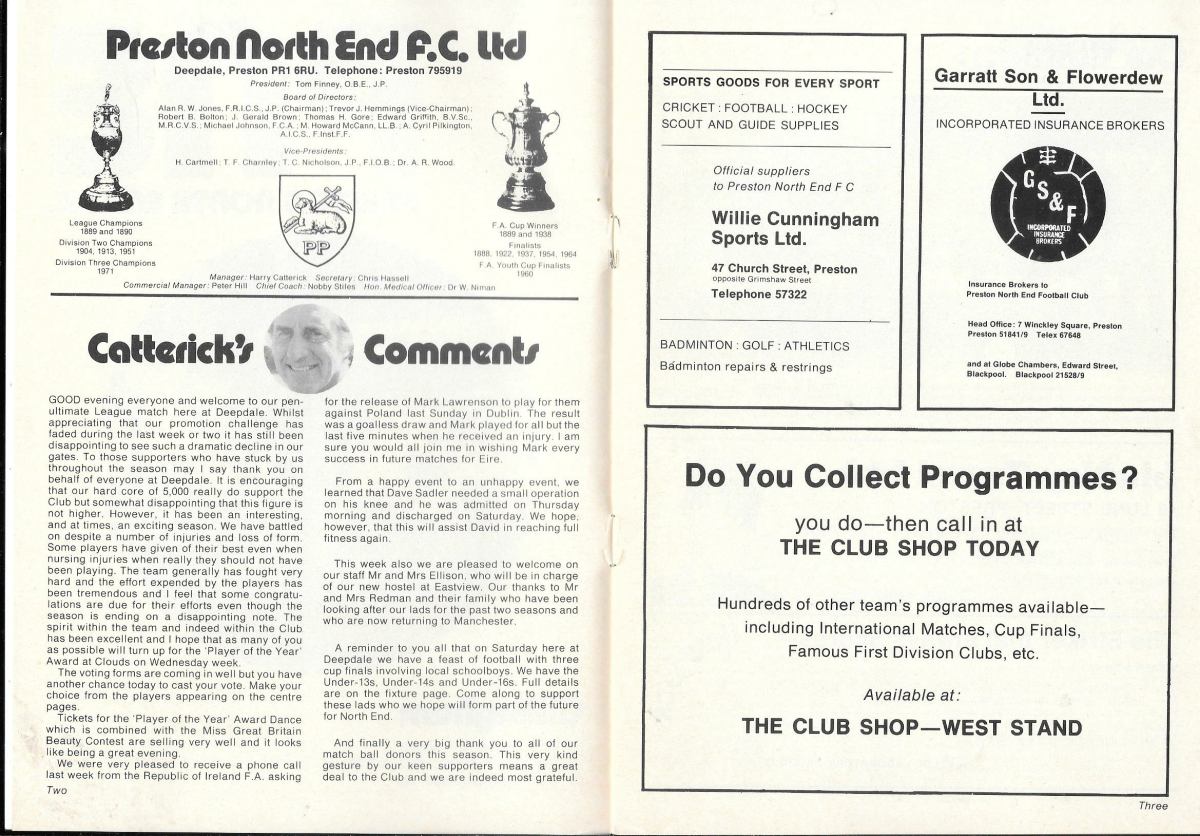 Preston North End F.C. Ltd
Deepdale, Preston PR1 6RU. Telephone: Preston 795919
President: Tom Finney, O.B.E., J.P.
Board of Directors:
Alan R. W. Jones, F.R.I.C.S., J.P. (Chairman); Trevor J. Hemmings (Vice-Chairman);
Robert B. Bolton; J. Gerald Brown; Thomas H. Gore; Edward Griffith, B.V.Sc.,
M.R.C.V.S.; Michael Johnson, F.C.A.; M. Howard McCann, LL.B.; A. Cyril Pilkington,
A.I.C.S., F.Inst.F.F.
Vice-Presidents:
H. Cartmell; T. F. Charnley; T. C. Nicholson, J.P., F.I.O.B.; Dr. A. R. Wood.
League Champions
1889 and 1890
Division Two Champions
1904, 1913, 1951
Division Three Champions
1971
PP
F.A. Cup Winners
1889 and 1938
Finalists
1888, 1922, 1937, 1954, 1964
F.A. Youth Cup Finalists
1960
Manager: Harry Catterick Secretary: Chris Hassell
Commercial Manager: Peter Hill Chief Coach: Nobby Stiles Hon. Medical Officer: Dr W. Niman
Catterick's Comments
GOOD evening everyone and welcome to our pen-
ultimate League match here at Deepdale. Whilst
appreciating that our promotion challenge has
faded during the last week or two it has still been
disappointing to see such a dramatic decline in our
gates. To those supporters who have stuck by us
throughout the season may I say thank you on
behalf of everyone at Deepdale. It is encouraging
that our hard core of 5,000 really do support the
Club but somewhat disappointing that this figure is
not higher. However, it has been an interesting,
and at times, an exciting season. We have battled
on despite a number of injuries and loss of form.
Some players have given of their best even when
nursing injuries when really they should not have
been playing. The team generally has fought very
hard and the effort expended by the players has
been tremendous and I feel that some congratu-
lations are due for their efforts even though the
season is ending on a disappointing note. The
spirit within the team and indeed within the Club
has been excellent and I hope that as many of you
as possible will turn up for the 'Player of the Year'
Award at Clouds on Wednesday week.
The voting forms are coming in well but you have
another chance today to cast your vote. Make your
choice from the players appearing on the centre
pages.
Tickets for the 'Player of the Year' Award Dance
which is combined with the Miss Great Britain
Beauty Contest are selling very well and it looks
like being a great evening.
We were very pleased to receive a phone call
last week from the Republic of Ireland F.A. asking
Two
for the release of Mark Lawrenson to play for them
against Poland last Sunday in Dublin. The result
was a goalless draw and Mark played for all but the
last five minutes when he received an injury. I am
sure you would all join me in wishing Mark every
success in future matches for Eire.
From a happy event to an unhappy event, we
learned that Dave Sadler needed a small operation
on his knee and he was admitted on Thursday
morning and discharged on Saturday. We hope,
however, that this will assist David in reaching full
fitness again.
This week also we are pleased to welcome on
our staff Mr and Mrs Ellison, who will be in charge
of our new hostel at Eastview. Our thanks to Mr
and Mrs Redman and their family who have been
looking after our lads for the past two seasons and
who are now returning to Manchester.
A reminder to you all that on Saturday here at
Deepdale we have a feast of football with three
cup finals involving local schoolboys. We have the
Under-13s, Under-14s and Under-16s. Full details
are on the fixture page. Come along to support
these lads who we hope will form part of the future
for North End.
And finally a very big thank you to all of our
match ball donors this season. This very kind
gesture by our keen supporters means a great
deal to the Club and we are indeed most grateful.
SPORTS GOODS FOR EVERY SPORT
CRICKET : FOOTBALL : HOCKEY
SCOUT AND GUIDE SUPPLIES
Official suppliers
to Preston North End F C
Willie Cunningham
Sports Ltd.
47 Church Street, Preston
opposite Grimshaw Street
Telephone 57322
BADMINTON : GOLF : ATHLETICS
Badminton repairs & restrings
Garratt Son & Flowerdew
Ltd.
INCORPORATED INSURANCE BROKERS
GS&F
INCORPORATED
INSURANCE
BROKERS
Insurance Brokers to
Preston North End Football Club
Head Office: 7 Winckley Square, Preston
Preston 51841/9 Telex 67648
and at Globe Chambers, Edward Street,
Blackpool. Blackpool 21528/9
Do You Collect Programmes?
you do—then call in at
THE CLUB SHOP TODAY
Hundreds of other team's programmes available—
including International Matches, Cup Finals,
Famous First Division Clubs, etc.
Available at:
THE CLUB SHOP—WEST STAND
Three